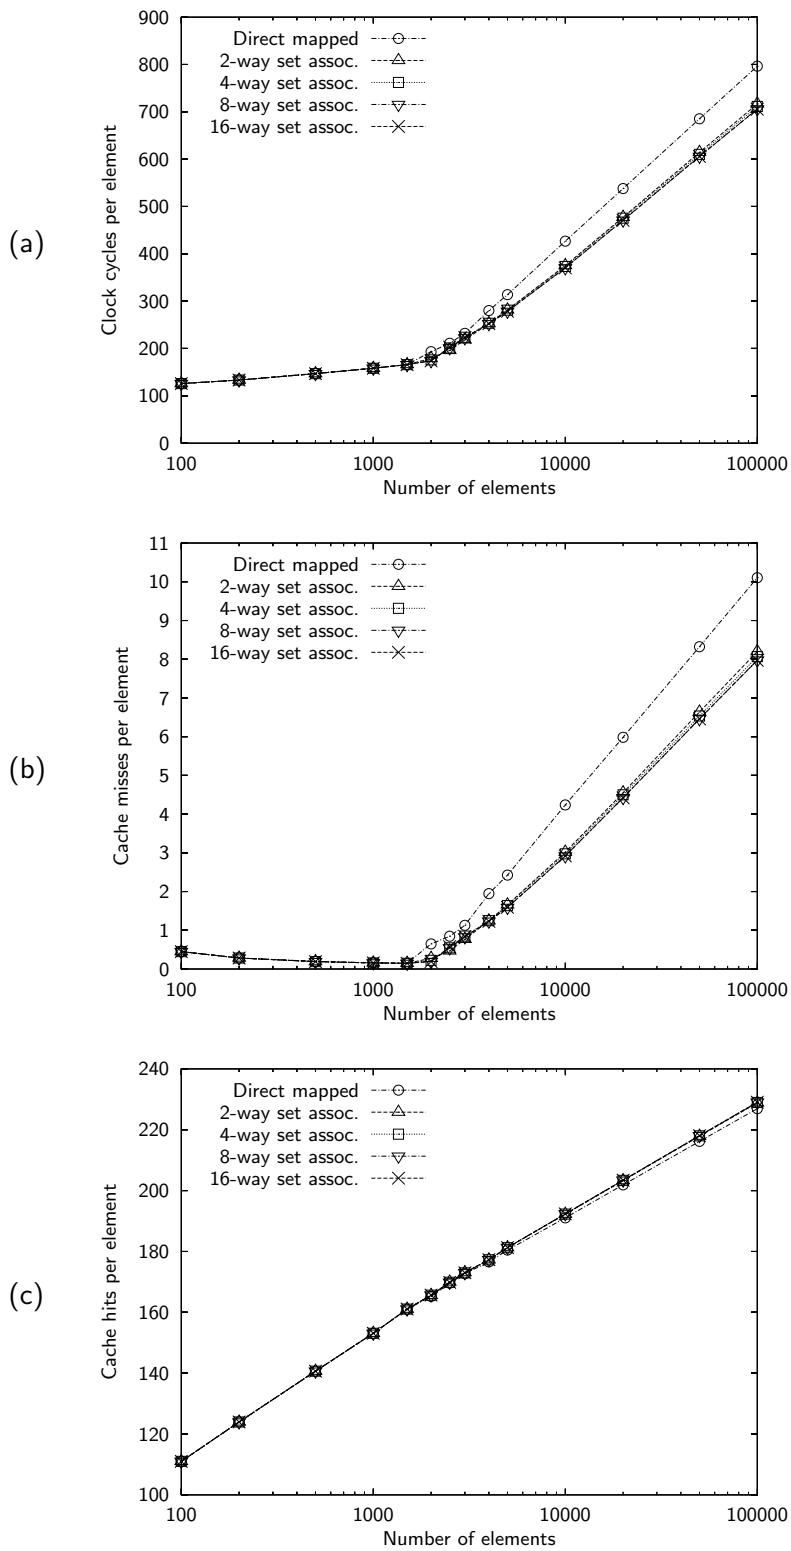 (a)
Clock cycles per element
900
800
700
600
500
400
300
200
100
0
Direct mapped
2-way set assoc.
4-way set assoc.
8-way set assoc.
16-way set assoc.
100 1000 10000 100000
Number of elements
(b)
Cache misses per element
11
10
9
8
7
6
5
4
3
2
1
0
Direct mapped
2-way set assoc.
4-way set assoc.
8-way set assoc.
16-way set assoc.
100 1000 10000 100000
Number of elements
(c)
Cache hits per element
240
220
200
180
160
140
120
100
Direct mapped
2-way set assoc.
4-way set assoc.
8-way set assoc.
16-way set assoc.
100 1000 10000 100000
Number of elements